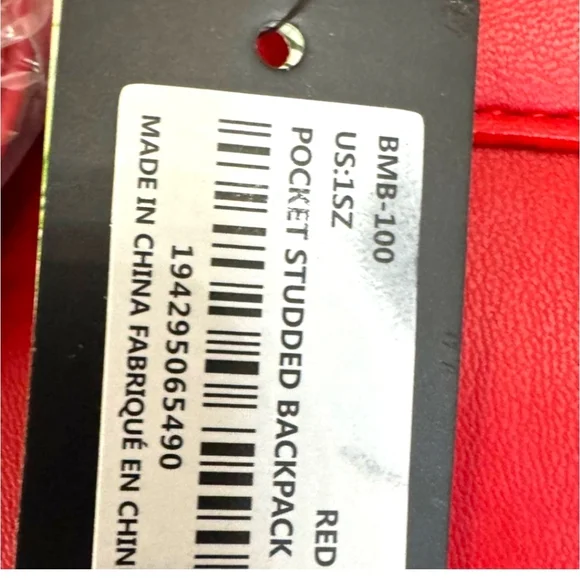 BMB-100
US:1SZ RED
POCKET STUDDED BACKPACK
194295065490
MADE IN CHINA FABRIQUÉ EN CHIN